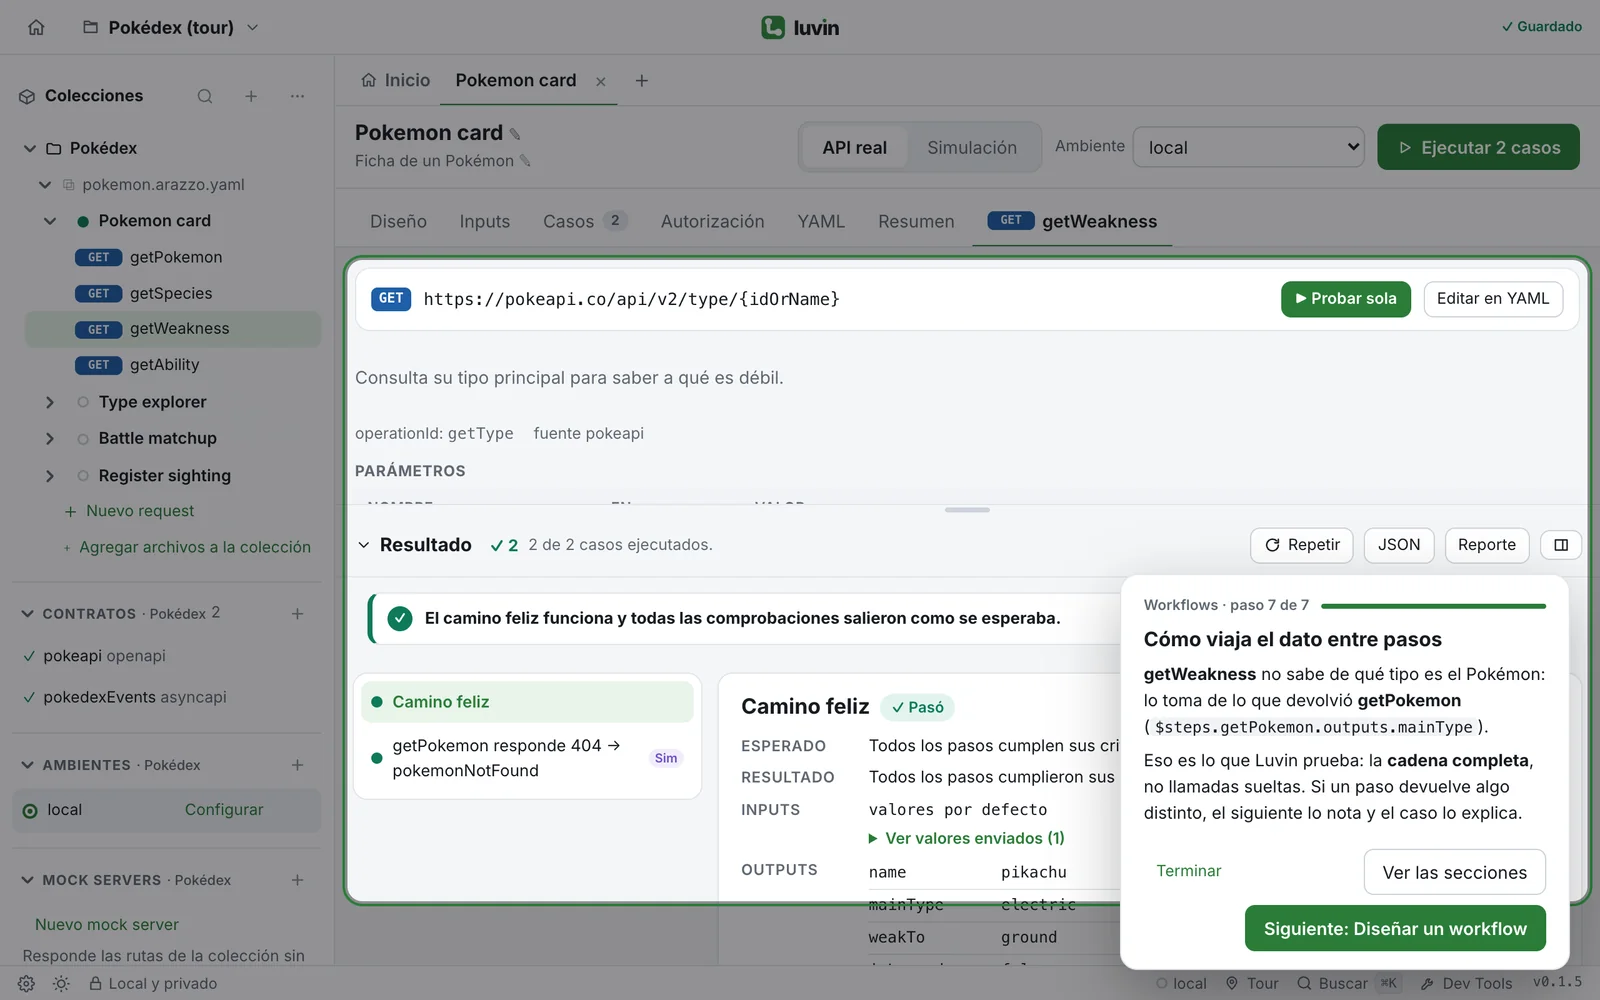 Pokédex (tour)
luvin
Guardado
Colecciones
Pokédex
pokemon.arazzo.yaml
Pokemon card
GET getPokemon
GET getSpecies
GET getWeakness
GET getAbility
Type explorer
Battle matchup
Register sighting
+ Nuevo request
+ Agregar archivos a la colección
CONTRATOS · Pokédex 2
pokeapi openapi
pokedexEvents asyncapi
AMBIENTES · Pokédex
local Configurar
MOCK SERVERS · Pokédex
Nuevo mock server
Responde las rutas de la colección sin
Local y privado
Inicio Pokemon card
Pokemon card
Ficha de un Pokémon
API real Simulación Ambiente local Ejecutar 2 casos
Diseño Inputs Casos 2 Autorización YAML Resumen GET getWeakness
GET https://pokeapi.co/api/v2/type/{idOrName} Probar sola Editar en YAML
Consulta su tipo principal para saber a qué es débil.
operationId: getType fuente pokeapi
PARÁMETROS
NOMBRE EN VALOR
Resultado 2 2 de 2 casos ejecutados. Repetir JSON Reporte
El camino feliz funciona y todas las comprobaciones salieron como se esperaba.
Camino feliz
getPokemon responde 404 →
pokemonNotFound
Sim
Camino feliz Pasó
ESPERADO Todos los pasos cumplen sus cri
RESULTADO Todos los pasos cumplieron sus
INPUTS valores por defecto
Ver valores enviados (1)
OUTPUTS name pikachu
mainType electric
weakTo ground
Workflows · paso 7 de 7
Cómo viaja el dato entre pasos
getWeakness no sabe de qué tipo es el Pokémon:
lo toma de lo que devolvió getPokemon
( $steps.getPokemon.outputs.mainType ).
Eso es lo que Luvin prueba: la cadena completa,
no llamadas sueltas. Si un paso devuelve algo
distinto, el siguiente lo nota y el caso lo explica.
Terminar Ver las secciones
Siguiente: Diseñar un workflow
local Tour Buscar ⌘K Dev Tools v0.1.5